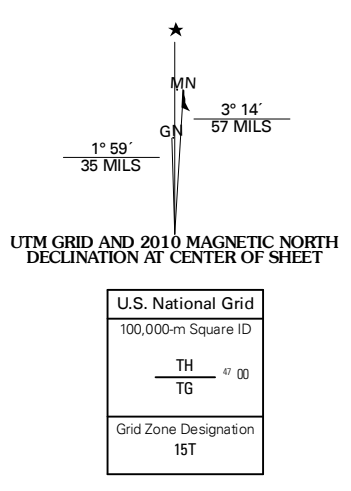 ★
MN
3° 14´
57 MILS
GN
1° 59´
35 MILS
UTM GRID AND 2010 MAGNETIC NORTH
DECLINATION AT CENTER OF SHEET
U.S. National Grid
100,000-m Square ID
TH
47 00
TG
Grid Zone Designation
15T